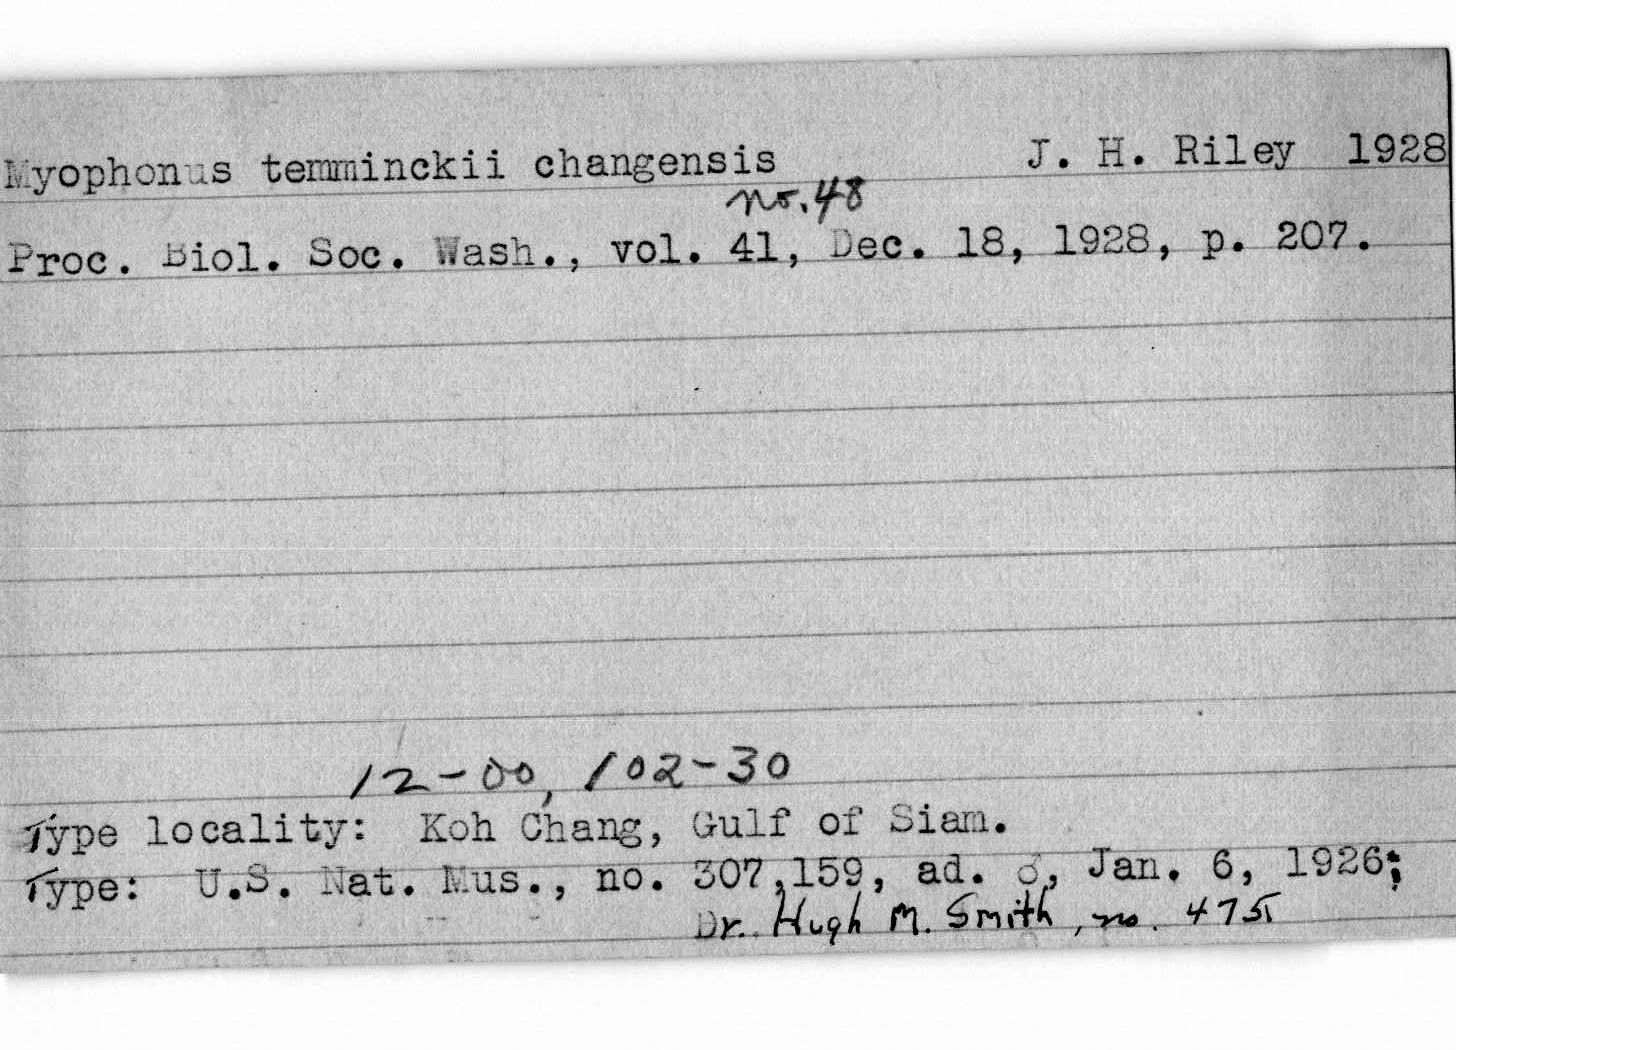 Myophonus temminckii changensis J. H. Riley 1928
no. 48
Proc. Biol. Soc. Wash., vol. 41, Dec. 18, 1928, p. 207.
12-00, 102-30
Type locality: Koh Chang, Gulf of Siam.
Type: U.S. Nat. Mus., no. 307,159, ad. ♂, Jan. 6, 1926;
Dr. Hugh M. Smith, no. 475